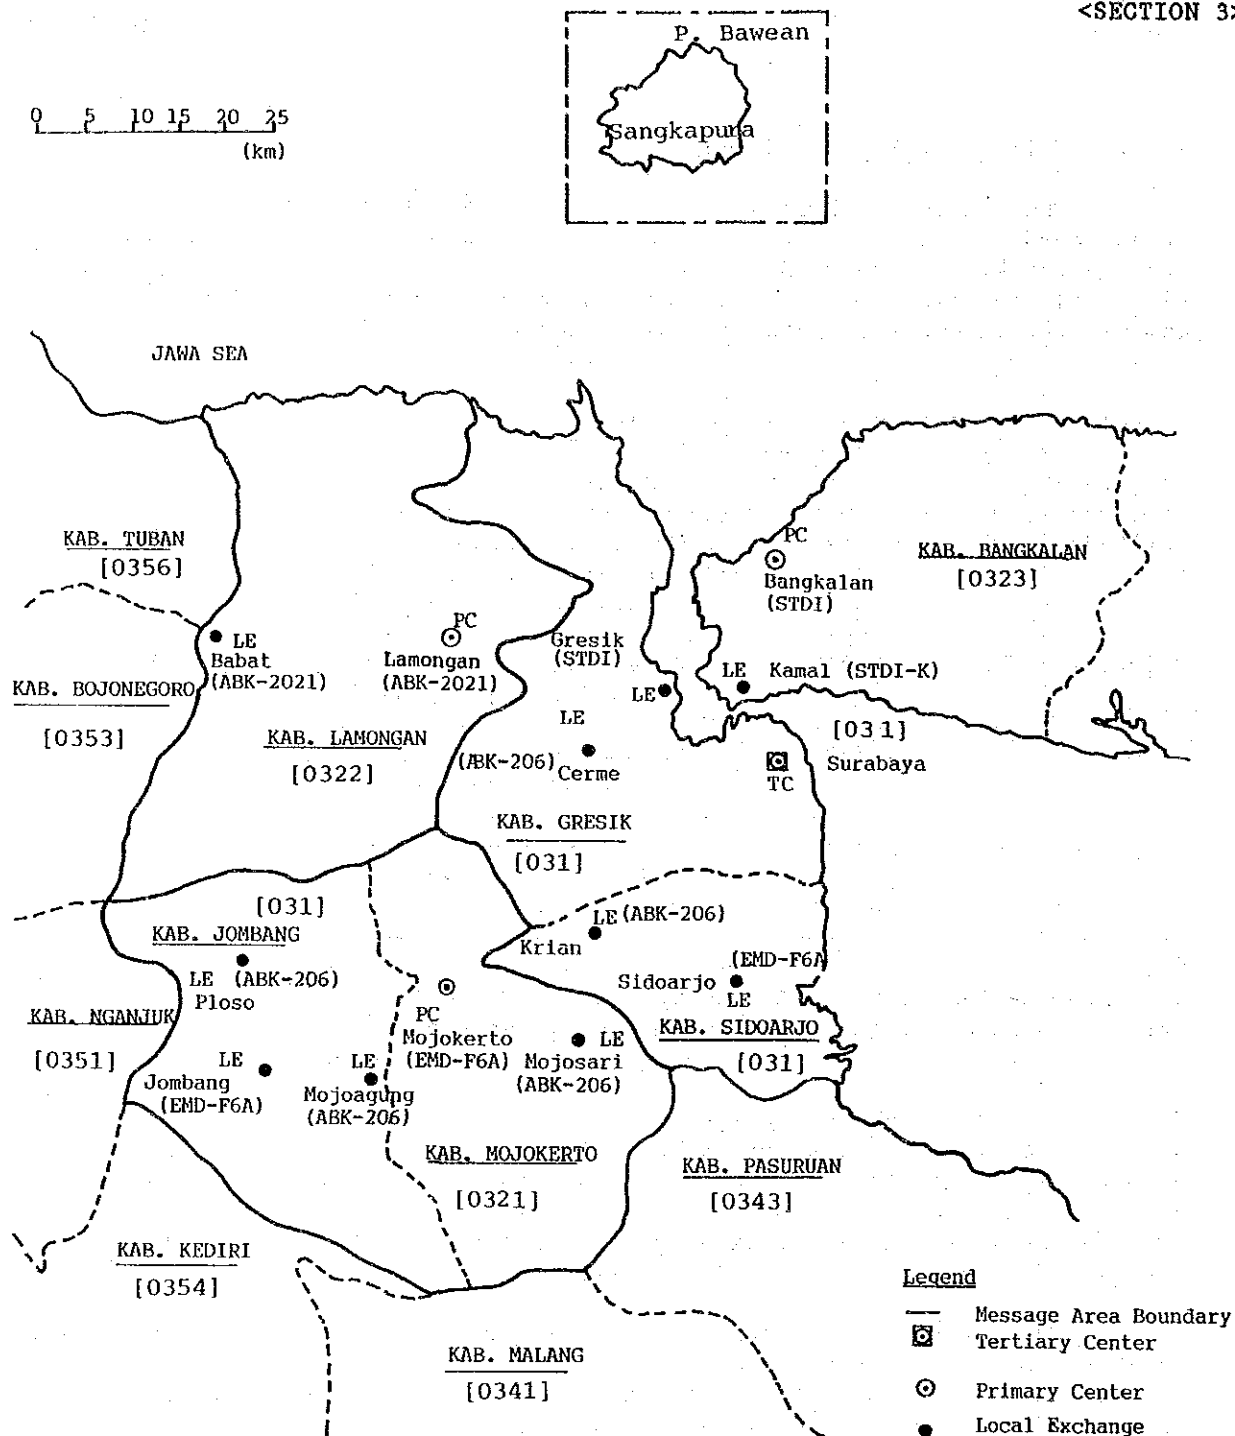 <SECTION 3>
P. Bawean
Sangkapura
0 5 10 15 20 25
(km)
JAWA SEA
KAB. TUBAN
[0356]
PC
Bangkalan
(STDI)
KAB. BANGKALAN
[0323]
LE
Babat
(ABK-2021)
PC
Lamongan
(ABK-2021)
Gresik
(STDI)
LE
LE
Kamal (STDI-K)
[031]
KAB. BOJONEGORO
[0353]
KAB. LAMONGAN
[0322]
LE
(ABK-206)
Cerme
TC
Surabaya
KAB. GRESIK
[031]
[031]
KAB. JOMBANG
LE (ABK-206)
Ploso
LE (ABK-206)
Krian
(EMD-F6A
Sidoarjo
LE
KAB. NGANJUK
[0351]
PC
Mojokerto
(EMD-F6A)
LE
Mojosari
(ABK-206)
KAB. SIDOARJO
[031]
LE
Jombang
(EMD-F6A)
LE
Mojoagung
(ABK-206)
KAB. MOJOKERTO
[0321]
KAB. PASURUAN
[0343]
KAB. KEDIRI
[0354]
KAB. MALANG
[0341]
Legend
Message Area Boundary
Tertiary Center
Primary Center
Local Exchange